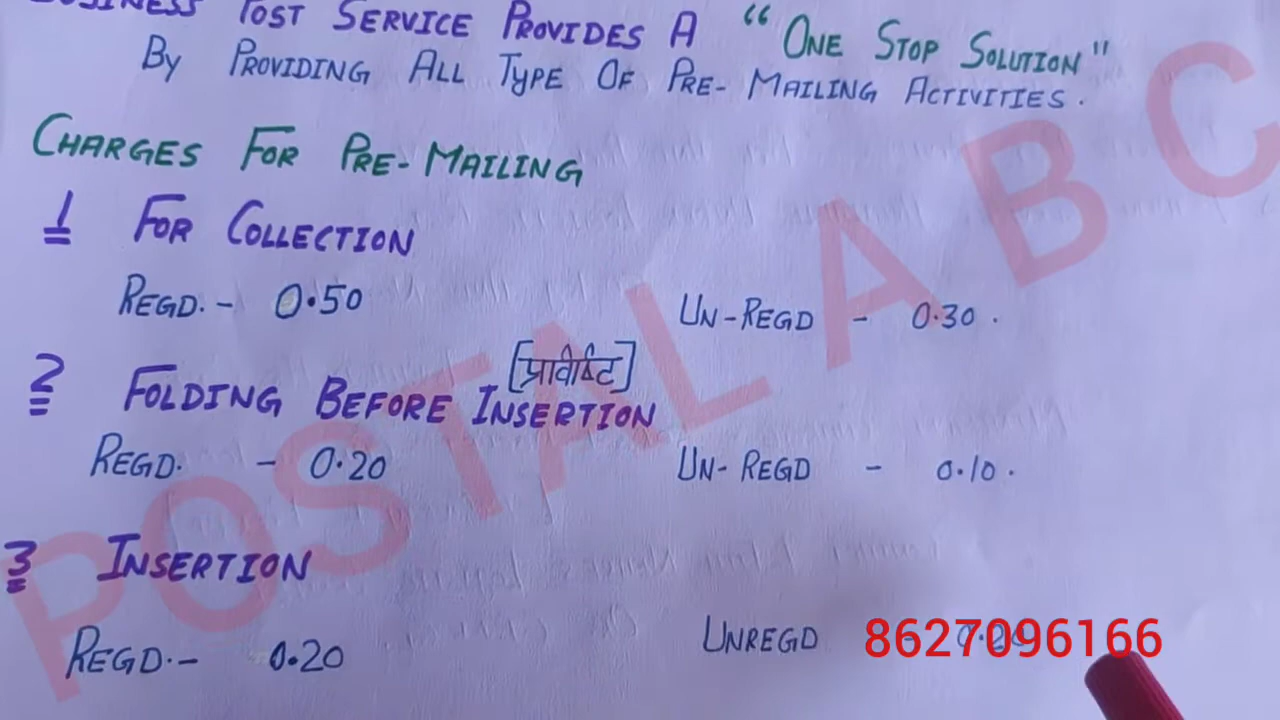 POST SERVICE PROVIDES A "ONE STOP SOLUTION"
BY PROVIDING ALL TYPE OF PRE-MAILING ACTIVITIES.
CHARGES FOR PRE-MAILING
1 FOR COLLECTION
REGD. - 0.50 UN-REGD - 0.30.
[प्राविष्टि]
2 FOLDING BEFORE INSERTION
REGD. - 0.20 UN-REGD - 0.10.
3 INSERTION
REGD.- 0.20 UNREGD
8627096166
POSTAL ABC